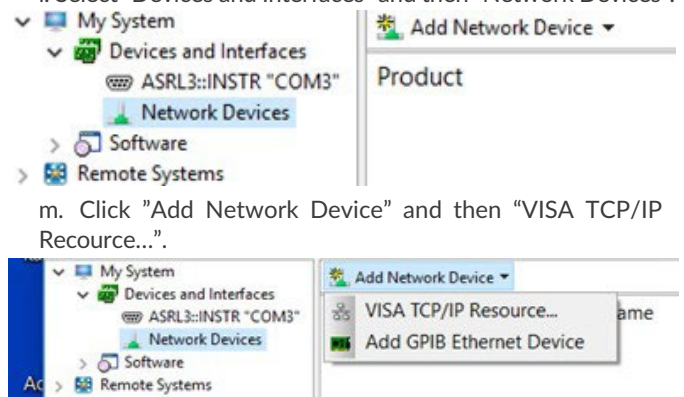 l. Select "Devices and Interfaces" and then "Network Devices".
My System
Devices and Interfaces
ASRL3::INSTR "COM3"
Network Devices
Software
Remote Systems
Add Network Device
Product
m. Click ”Add Network Device” and then “VISA TCP/IP
Recource…”.
My System
Devices and Interfaces
ASRL3::INSTR "COM3"
Network Devices
Software
Remote Systems
Add Network Device
VISA TCP/IP Resource...
ame
Add GPIB Ethernet Device